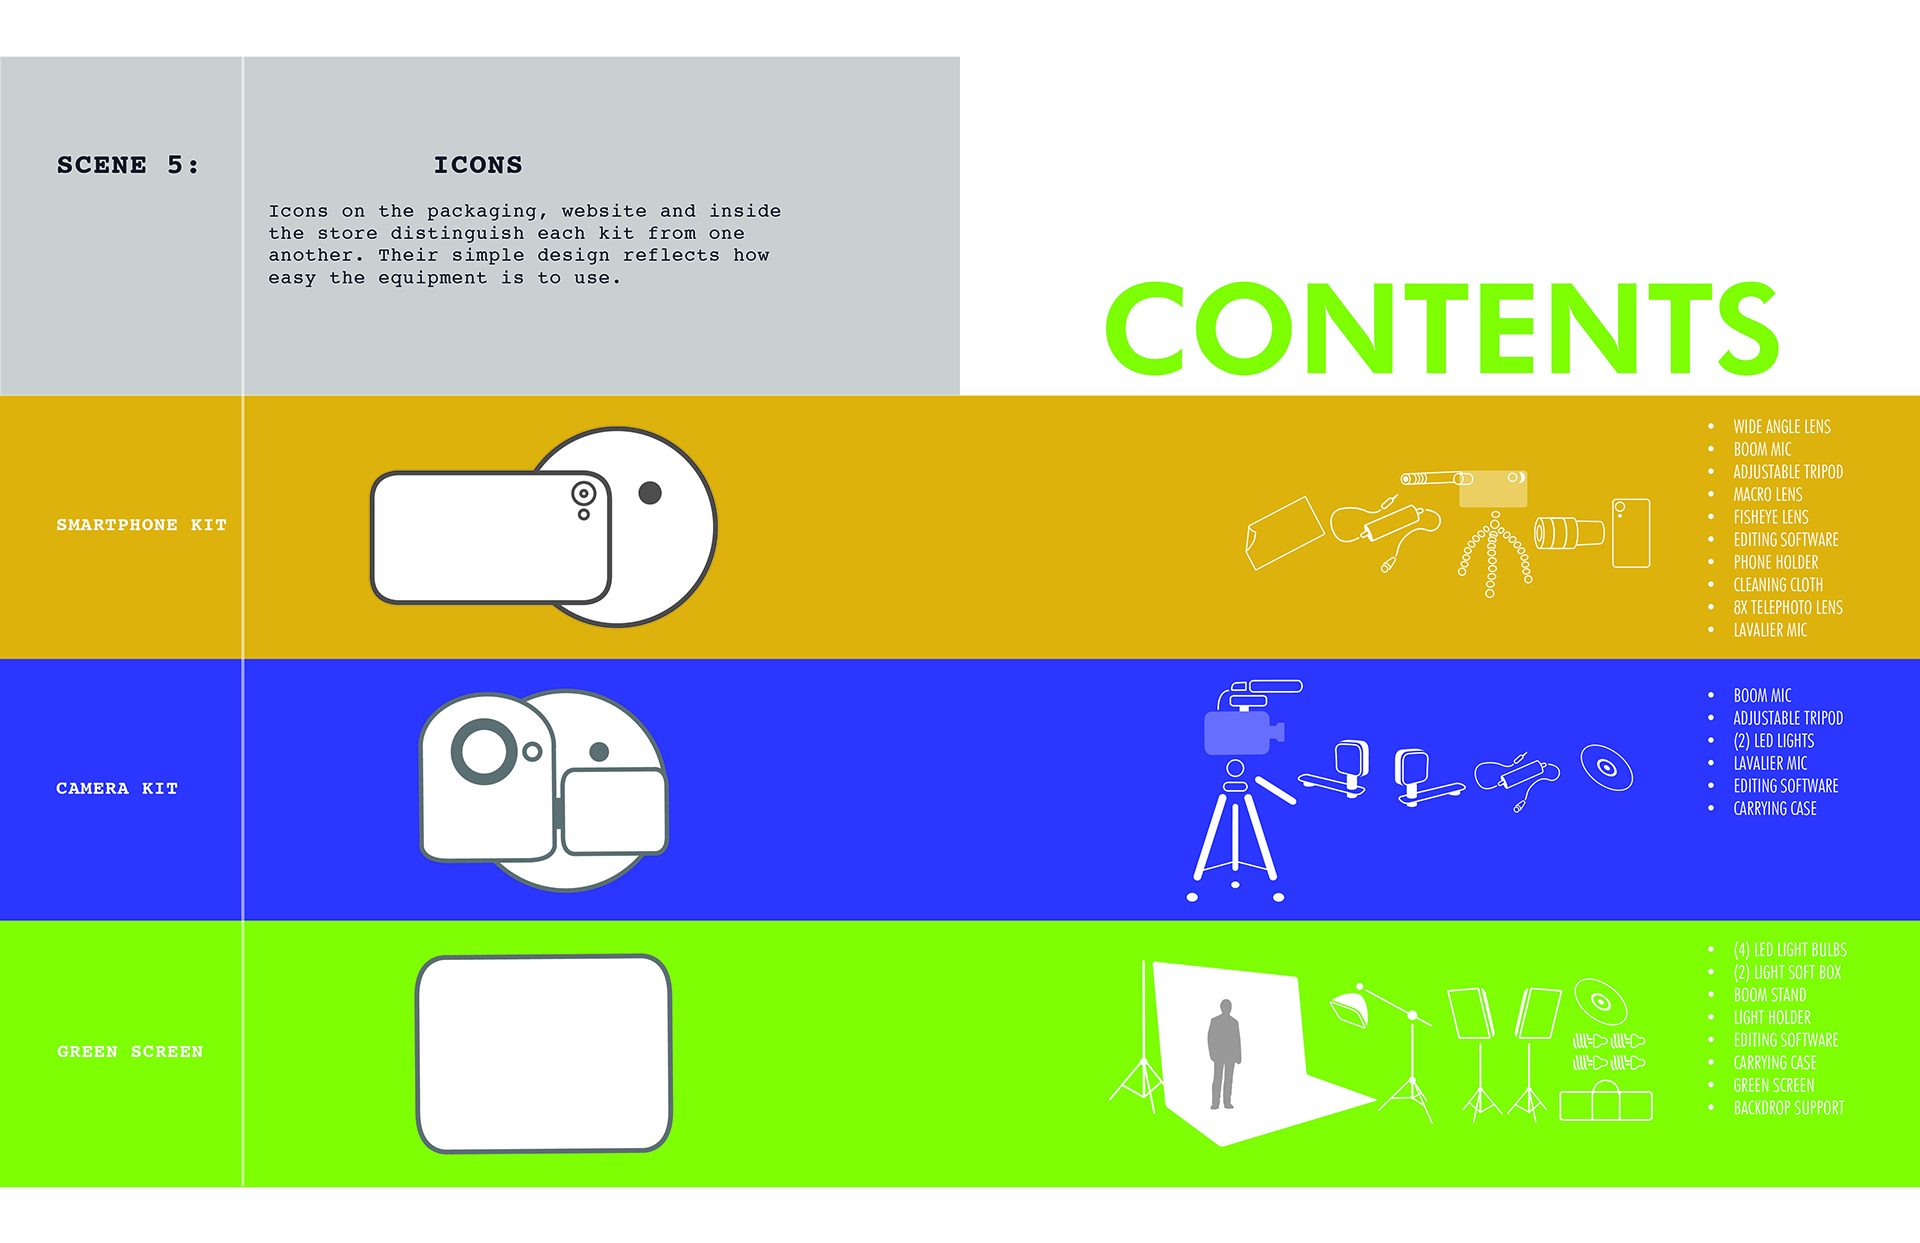 SCENE 5:
ICONS
Icons on the packaging, website and inside
the store distinguish each kit from one
another. Their simple design reflects how
easy the equipment is to use.
CONTENTS
SMARTPHONE KIT
• WIDE ANGLE LENS
• BOOM MIC
• ADJUSTABLE TRIPOD
• MACRO LENS
• FISHEYE LENS
• EDITING SOFTWARE
• PHONE HOLDER
• CLEANING CLOTH
• 8X TELEPHOTO LENS
• LAVALIER MIC
CAMERA KIT
• BOOM MIC
• ADJUSTABLE TRIPOD
• (2) LED LIGHTS
• LAVALIER MIC
• EDITING SOFTWARE
• CARRYING CASE
GREEN SCREEN
• (4) LED LIGHT BULBS
• (2) LIGHT SOFT BOX
• BOOM STAND
• LIGHT HOLDER
• EDITING SOFTWARE
• CARRYING CASE
• GREEN SCREEN
• BACKDROP SUPPORT